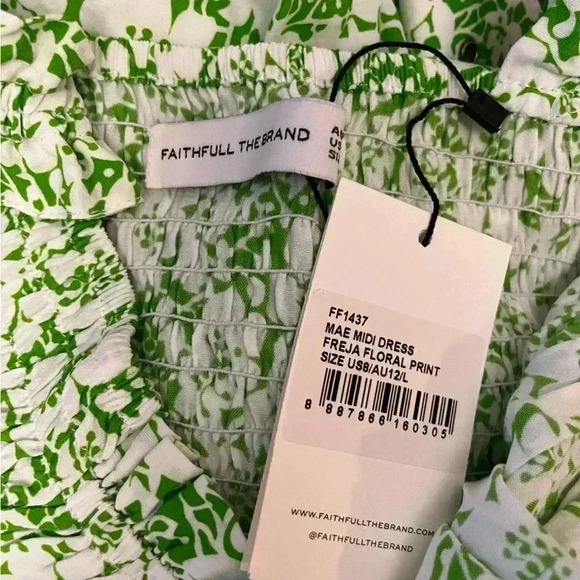 FAITHFULL THE BRAND
FF1437
MAE MIDI DRESS
FREJA FLORAL PRINT
SIZE US8/AU12/L
8 887866 160305
WWW.FAITHFULLTHEBRAND.COM
@FAITHFULLTHEBRAND